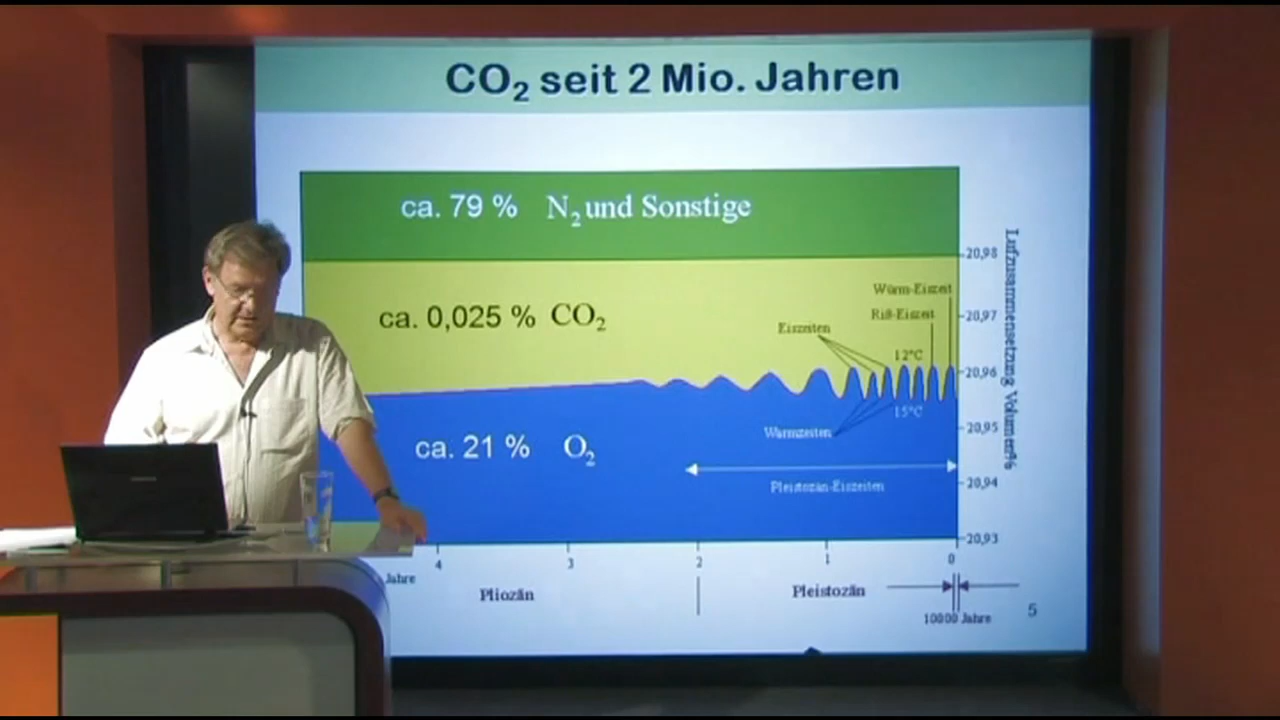 CO₂ seit 2 Mio. Jahren
ca. 79 % N₂ und Sonstige
20,98
Würm-Eiszeit
ca. 0,025 % CO₂
Riß-Eiszeit
20,97
Eiszeiten
12°C
20,96
15°C
20,95
Warmzeiten
ca. 21 % O₂
20,94
Pleistozän-Eiszeiten
20,93
Luftzusammensetzung Volumen%
4 3 2 1 0
Jahre
Pliozän
Pleistozän
10000 Jahre
5